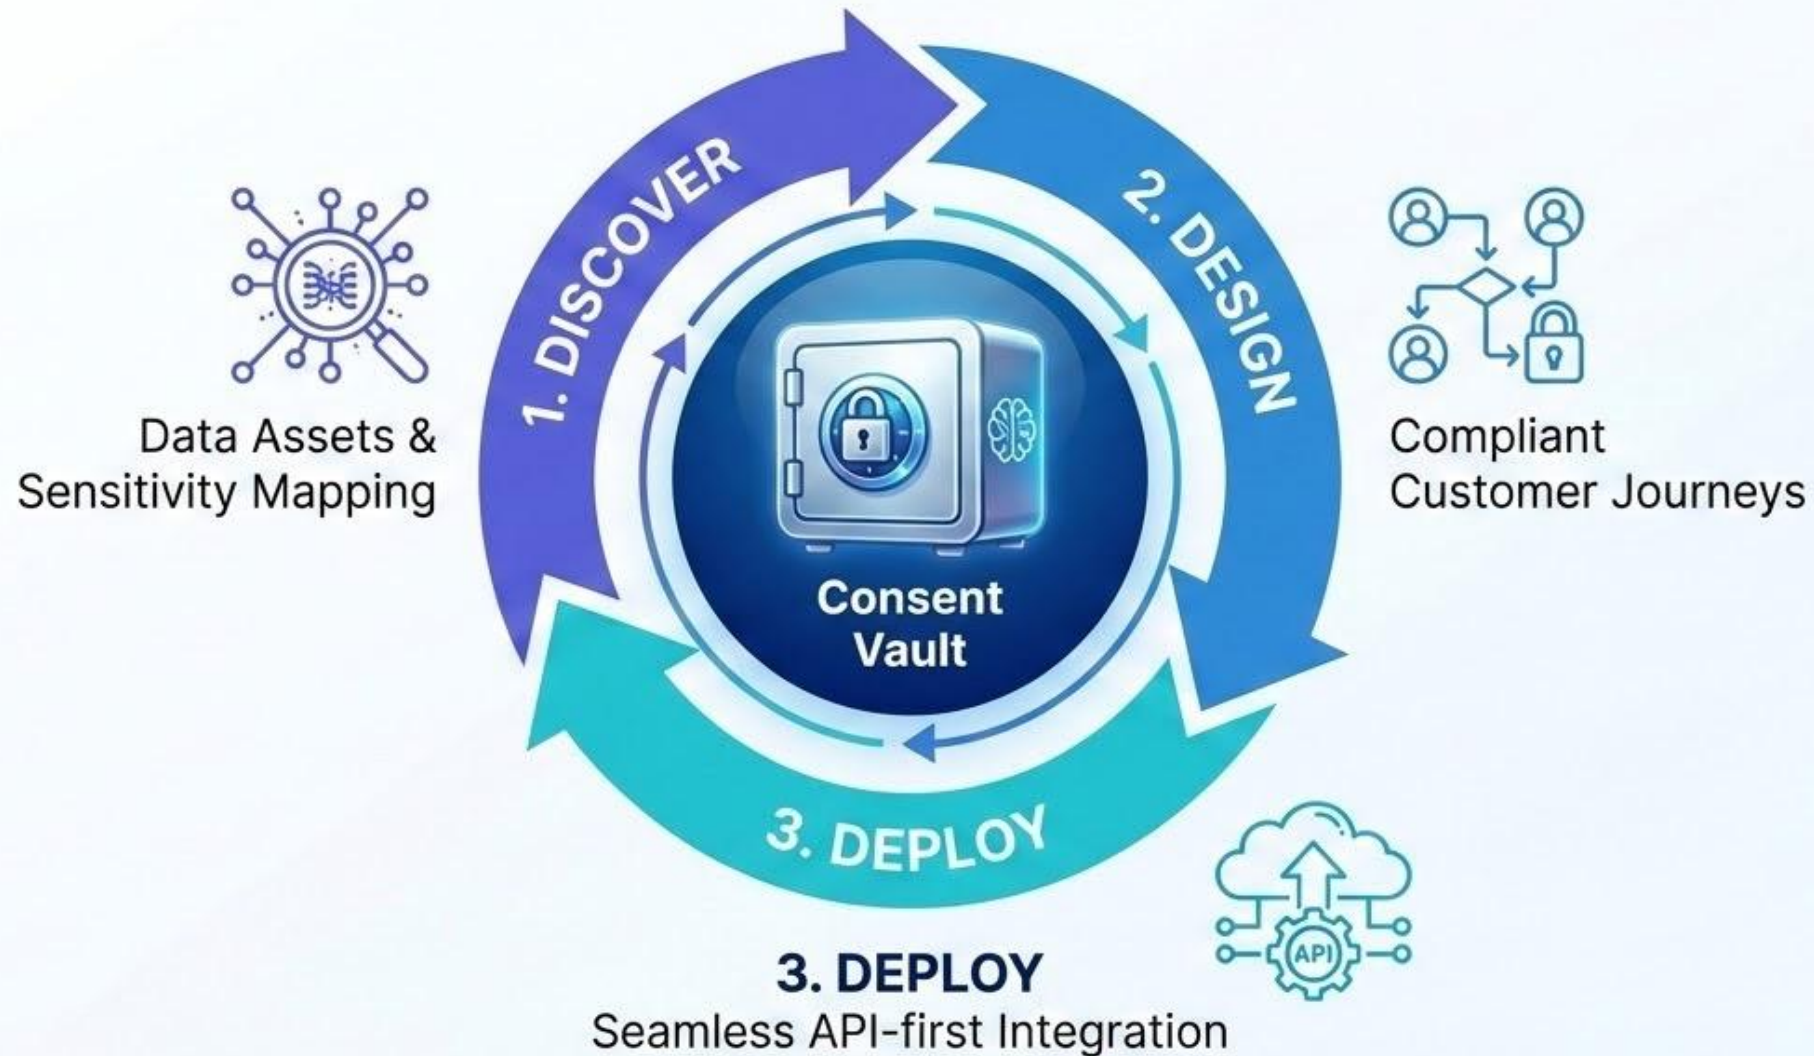 1. DISCOVER
2. DESIGN
Data Assets &
Sensitivity Mapping
Compliant
Customer Journeys
Consent
Vault
3. DEPLOY
API
3. DEPLOY
Seamless API-first Integration